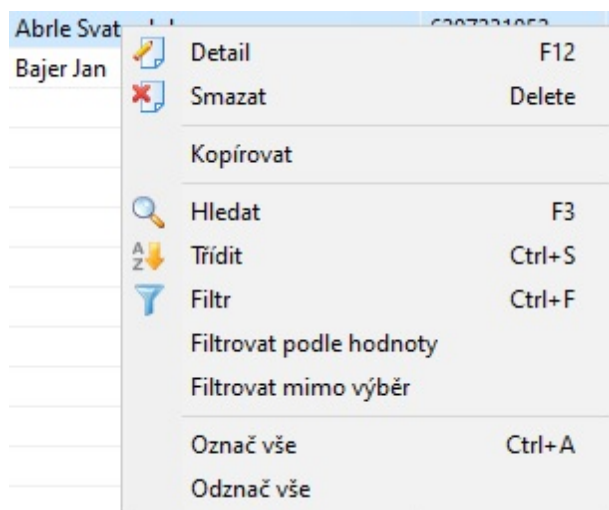 Abrle Svat
Bajer Jan
Detail F12
Smazat Delete
Kopírovat
Hledat F3
Třídit Ctrl+S
Filtr Ctrl+F
Filtrovat podle hodnoty
Filtrovat mimo výběr
Označ vše Ctrl+A
Odznač vše